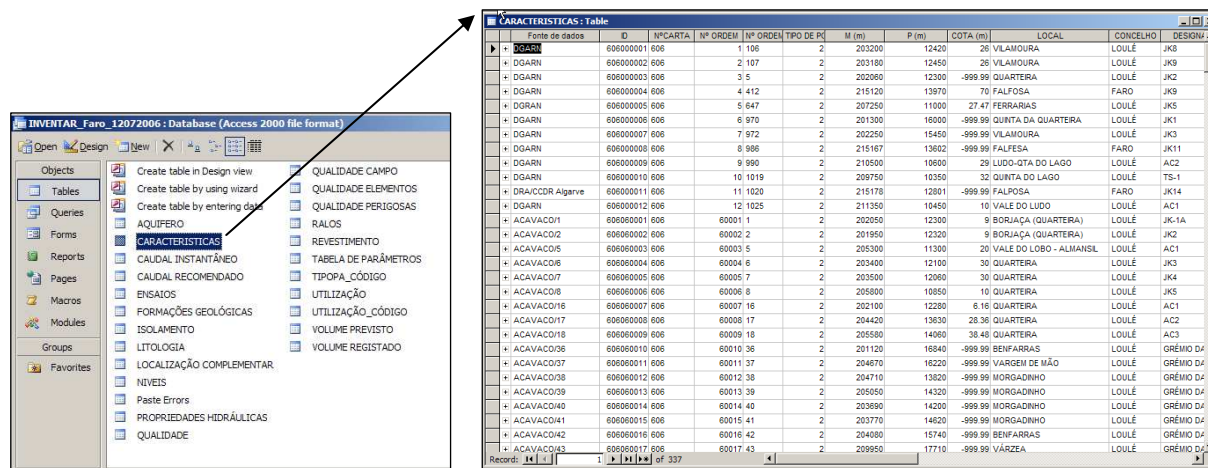 INVENTAR_Faro_12072006 : Database (Access 2000 file format)
Open Design New
Objects
Tables
Queries
Forms
Reports
Pages
Macros
Modules
Groups
Favorites
Create table in Design view
Create table by using wizard
Create table by entering data
AQUIFERO
CARACTERISTICAS
CAUDAL INSTANTÂNEO
CAUDAL RECOMENDADO
ENSAIOS
FORMAÇÕES GEOLÓGICAS
ISOLAMENTO
LITOLOGIA
LOCALIZAÇÃO COMPLEMENTAR
NIVEIS
Paste Errors
PROPRIEDADES HIDRÁULICAS
QUALIDADE
QUALIDADE CAMPO
QUALIDADE ELEMENTOS
QUALIDADE PERIGOSAS
RALOS
REVESTIMENTO
TABELA DE PARÂMETROS
TIPOPA_CÓDIGO
UTILIZAÇÃO
UTILIZAÇÃO_CÓDIGO
VOLUME PREVISTO
VOLUME REGISTADO
CARACTERISTICAS : Table
Fonte de dados ID NºCARTA Nº ORDEM Nº ORDEM TIPO DE PO M (m) P (m) COTA (m) LOCAL CONCELHO DESIGNA
DGARN 606000001 606 1 106 2 203200 12420 26 VILAMOURA LOULÉ JK8
DGARN 606000002 606 2 107 2 203180 12450 26 VILAMOURA LOULÉ JK9
DGARN 606000003 606 3 5 2 202060 12300 -999.99 QUARTEIRA LOULÉ JK2
DGARN 606000004 606 4 412 2 215120 13970 70 FALFOSA FARO JK9
DGRAN 606000005 606 5 647 2 207250 11000 27.47 FERRARIAS LOULÉ JK5
DGARN 606000006 606 6 970 2 201300 16000 -999.99 QUINTA DA QUARTEIRA LOULÉ JK1
DGARN 606000007 606 7 972 2 202250 15450 -999.99 VILAMOURA LOULÉ JK3
DGARN 606000008 606 8 986 2 215167 13602 -999.99 FALFESA FARO JK11
DGARN 606000009 606 9 990 2 210500 10600 29 LUDO-QTA DO LAGO LOULÉ AC2
DGARN 606000010 606 10 1019 2 209750 10350 32 QUINTA DO LAGO LOULÉ TS-1
DRA/CCDR Algarve 606000011 606 11 1020 2 215178 12801 -999.99 FALPOSA FARO JK14
DGARN 606000012 606 12 1025 2 211350 10450 10 VALE DO LUDO LOULÉ AC1
ACAVACO/1 606060001 606 60001 1 2 202050 12300 9 BORJAÇA (QUARTEIRA) LOULÉ JK-1A
ACAVACO/2 606060002 606 60002 2 2 201950 12320 9 BORJAÇA (QUARTEIRA) LOULÉ JK2
ACAVACO/5 606060003 606 60003 5 2 205300 11300 20 VALE DO LOBO - ALMANSIL LOULÉ AC1
ACAVACO/6 606060004 606 60004 6 2 203400 12100 30 QUARTEIRA LOULÉ JK3
ACAVACO/7 606060005 606 60005 7 2 203500 12060 30 QUARTEIRA LOULÉ JK4
ACAVACO/8 606060006 606 60006 8 2 205800 10850 10 QUARTEIRA LOULÉ JK5
ACAVACO/16 606060007 606 60007 16 2 202100 12280 6.16 QUARTEIRA LOULÉ AC1
ACAVACO/17 606060008 606 60008 17 2 204420 13630 28.36 QUARTEIRA LOULÉ AC2
ACAVACO/18 606060009 606 60009 18 2 205580 14060 38.48 QUARTEIRA LOULÉ AC3
ACAVACO/36 606060010 606 60010 36 2 201120 16840 -999.99 BENFARRAS LOULÉ GRÉMIO DA
ACAVACO/37 606060011 606 60011 37 2 204670 16220 -999.99 VARGEM DE MÃO LOULÉ GRÉMIO DA
ACAVACO/38 606060012 606 60012 38 2 204710 13820 -999.99 MORGADINHO LOULÉ GRÉMIO DA
ACAVACO/39 606060013 606 60013 39 2 205050 14320 -999.99 MORGADINHO LOULÉ GRÉMIO DA
ACAVACO/40 606060014 606 60014 40 2 203690 14200 -999.99 MORGADINHO LOULÉ GRÉMIO DA
ACAVACO/41 606060015 606 60015 41 2 203770 14620 -999.99 MORGADINHO LOULÉ GRÉMIO DA
ACAVACO/42 606060016 606 60016 42 2 204080 15740 -999.99 BENFARRAS LOULÉ GRÉMIO DA
ACAVACO/43 606060017 606 60017 43 2 209950 17710 -999.99 VÁRZEA LOULÉ GRÉMIO DA
Record: 1 of 337